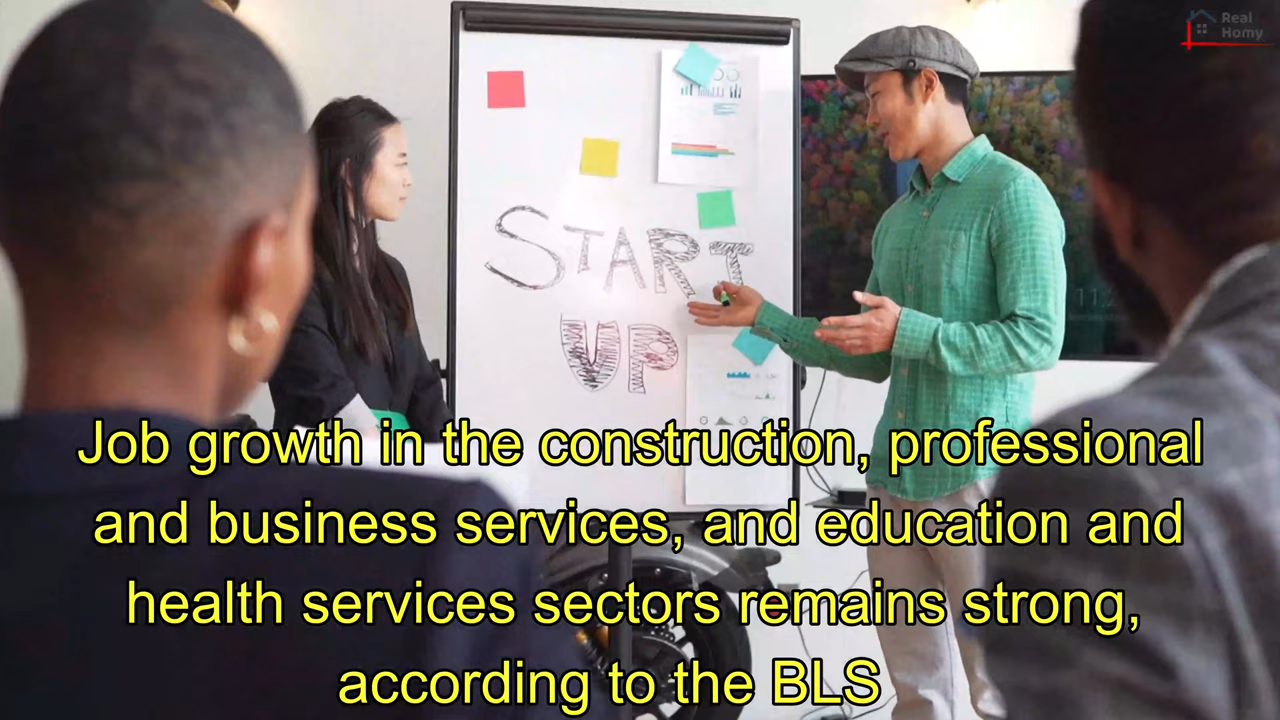 Real
Homy
START
UP
112
Job growth in the construction, professional
and business services, and education and
health services sectors remains strong,
according to the BLS